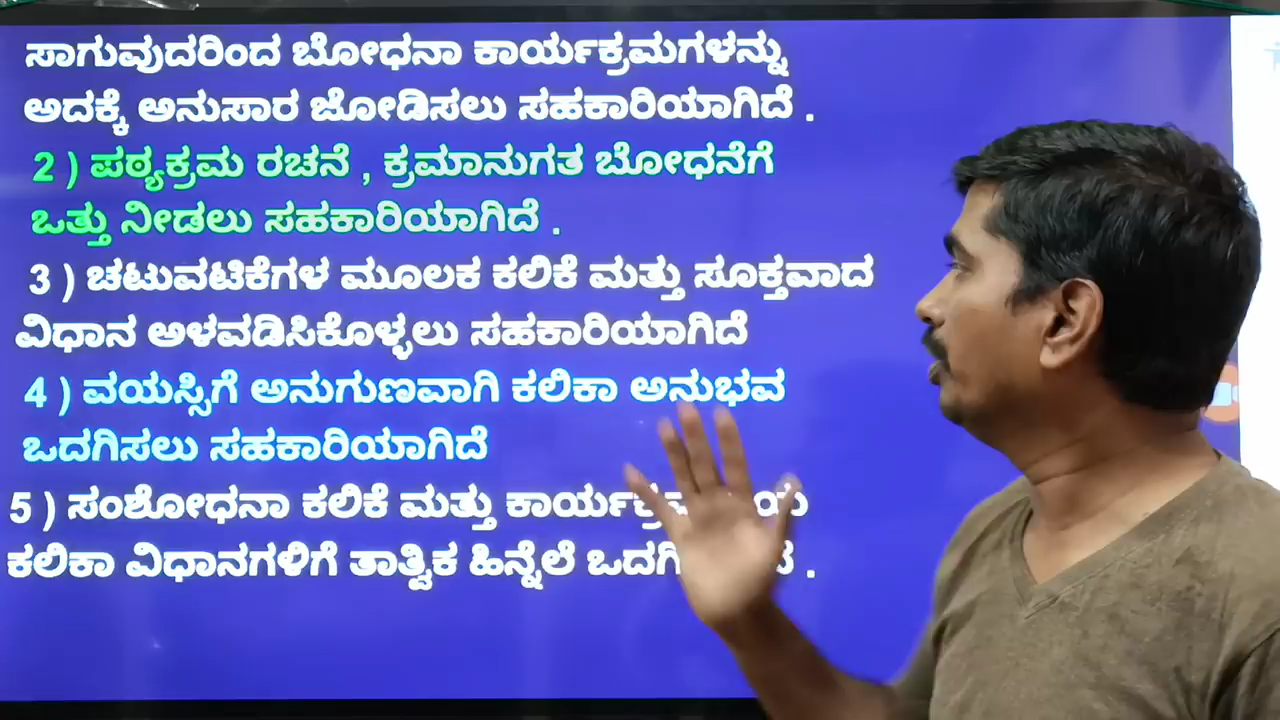 ಸಾಗುವುದರಿಂದ ಬೋಧನಾ ಕಾರ್ಯಕ್ರಮಗಳನ್ನು
ಅದಕ್ಕೆ ಅನುಸಾರ ಜೋಡಿಸಲು ಸಹಕಾರಿಯಾಗಿದೆ .
2 ) ಪಠ್ಯಕ್ರಮ ರಚನೆ , ಕ್ರಮಾನುಗತ ಬೋಧನೆಗೆ
ಒತ್ತು ನೀಡಲು ಸಹಕಾರಿಯಾಗಿದೆ .
3 ) ಚಟುವಟಿಕೆಗಳ ಮೂಲಕ ಕಲಿಕೆ ಮತ್ತು ಸೂಕ್ತವಾದ
ವಿಧಾನ ಅಳವಡಿಸಿಕೊಳ್ಳಲು ಸಹಕಾರಿಯಾಗಿದೆ
4 ) ವಯಸ್ಸಿಗೆ ಅನುಗುಣವಾಗಿ ಕಲಿಕಾ ಅನುಭವ
ಒದಗಿಸಲು ಸಹಕಾರಿಯಾಗಿದೆ
5 ) ಸಂಶೋಧನಾ ಕಲಿಕೆ ಮತ್ತು
ಕಲಿಕಾ ವಿಧಾನಗಳಿಗೆ ತಾತ್ವಿಕ ಹಿನ್ನೆಲೆ